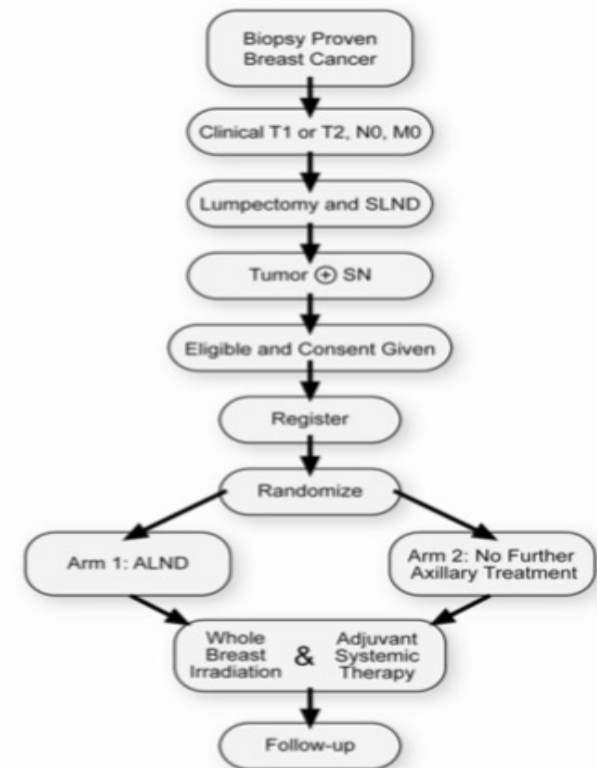 Biopsy Proven
Breast Cancer
Clinical T1 or T2, N0, M0
Lumpectomy and SLND
Tumor ⊕ SN
Eligible and Consent Given
Register
Randomize
Arm 1: ALND
Arm 2: No Further
Axillary Treatment
Whole
Breast
Irradiation
&
Adjuvant
Systemic
Therapy
Follow-up